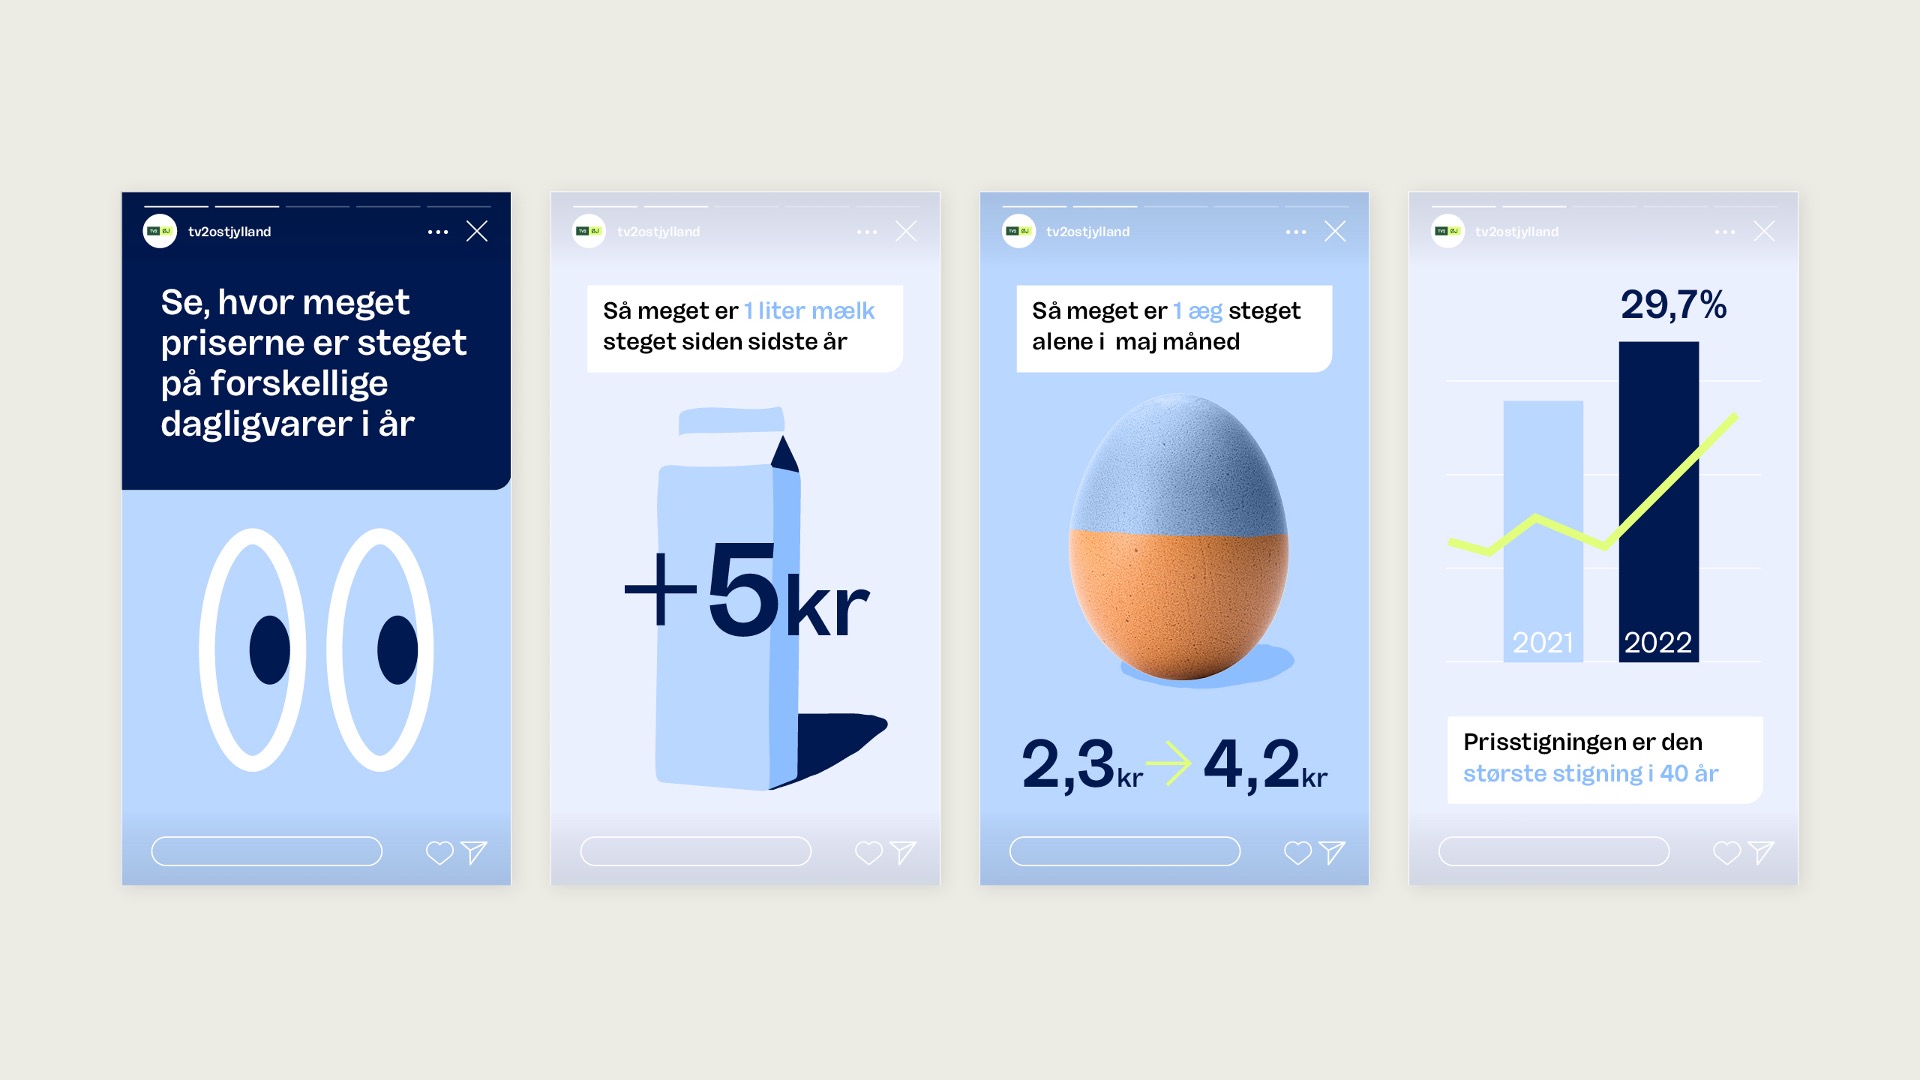 tv2ostjylland
Se, hvor meget
priserne er steget
på forskellige
dagligvarer i år
tv2ostjylland
Så meget er 1 liter mælk
steget siden sidste år
+5kr
tv2ostjylland
Så meget er 1 æg steget
alene i  maj måned
2,3kr → 4,2kr
tv2ostjylland
29,7%
2021 2022
Prisstigningen er den
største stigning i 40 år